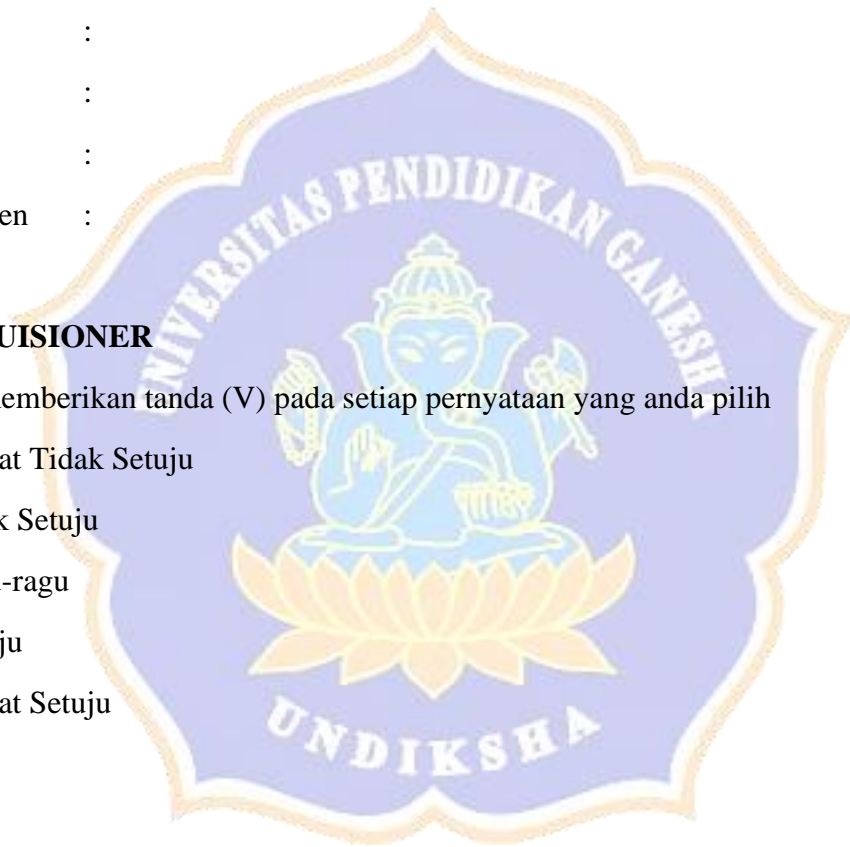 :
:
:
en :
UISIONER
emberikan tanda (V) pada setiap pernyataan yang anda pilih
at Tidak Setuju
k Setuju
-ragu
ju
at Setuju
UNIVERSITAS PENDIDIKAN GANESHA
UNDIKSHA